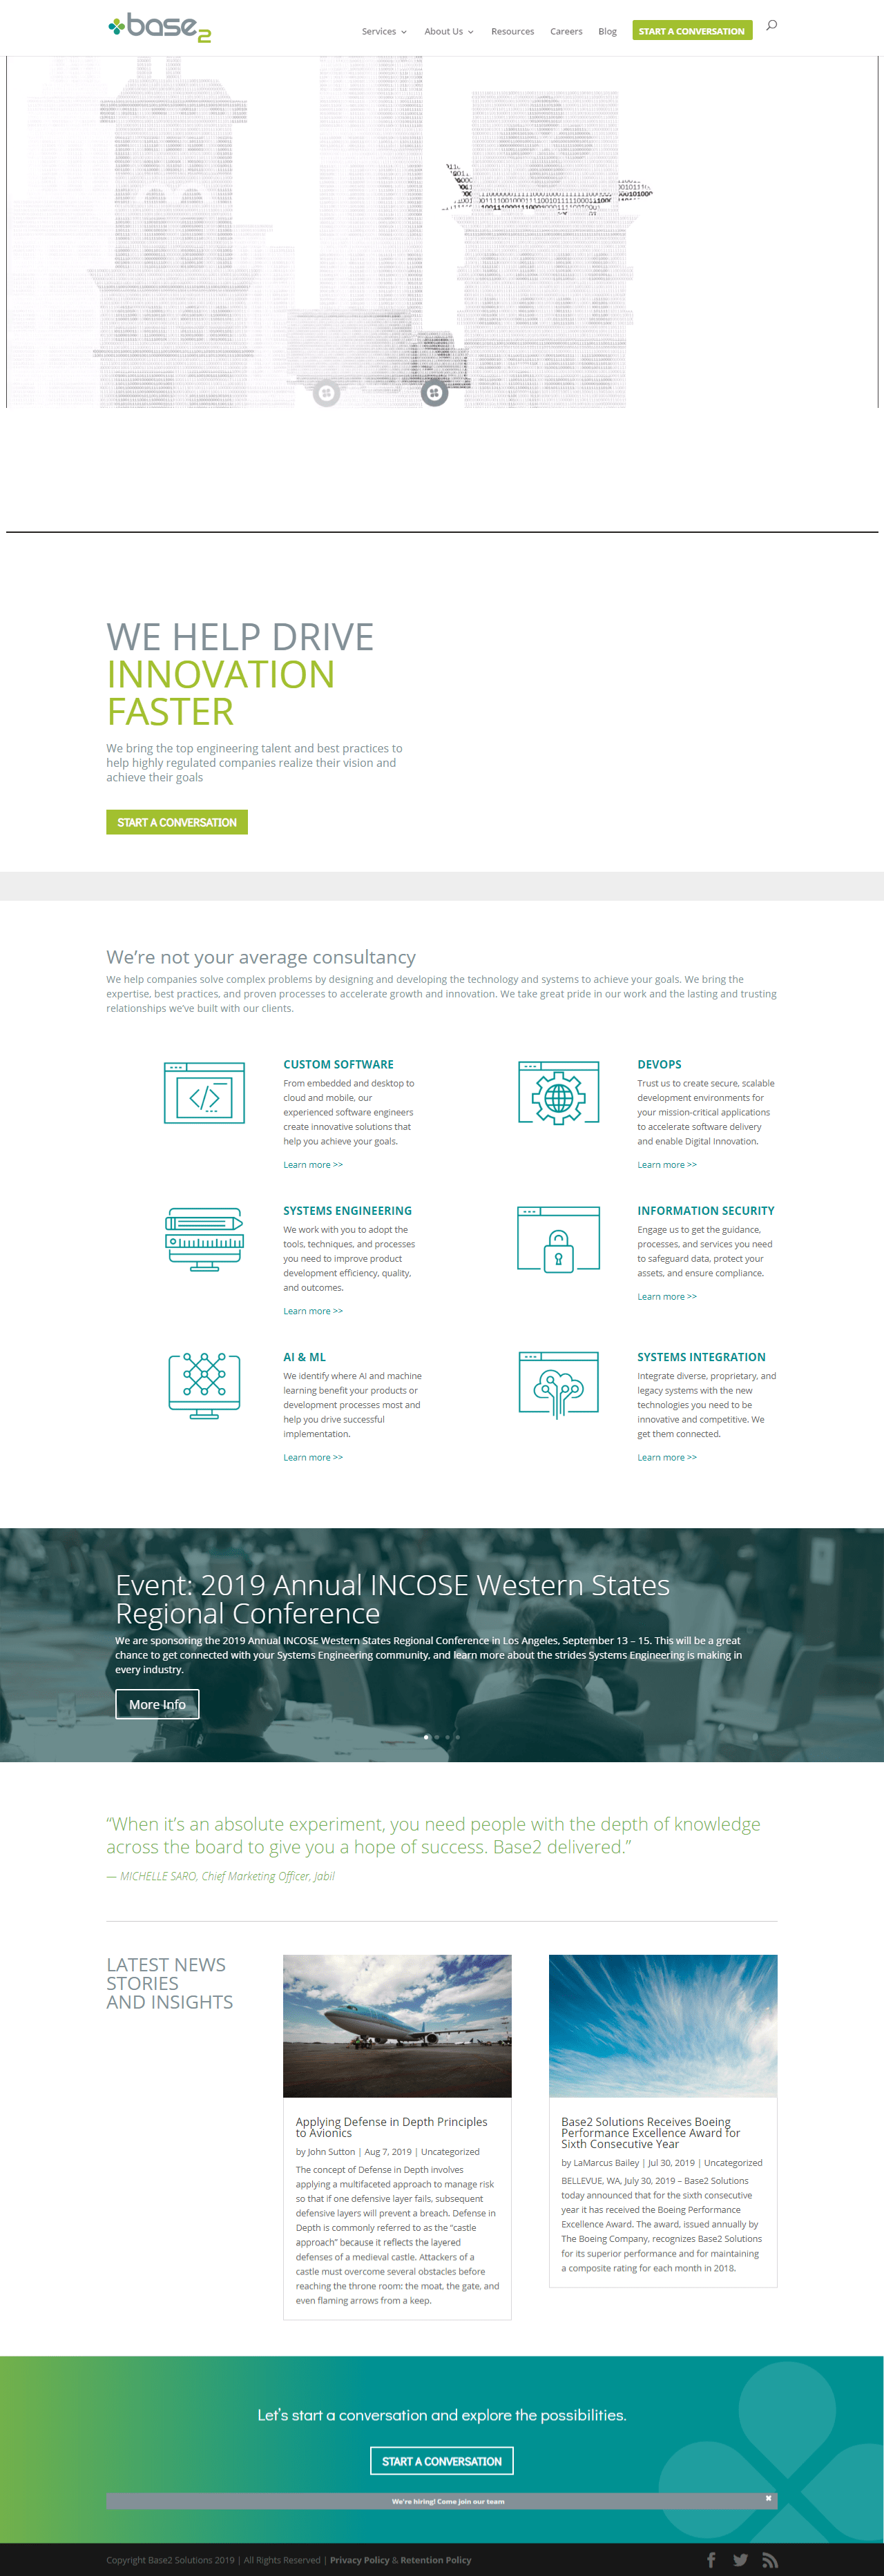 base2
Services
About Us
Resources
Careers
Blog
START A CONVERSATION
WE HELP DRIVE
INNOVATION
FASTER
We bring the top engineering talent and best practices to
help highly regulated companies realize their vision and
achieve their goals
START A CONVERSATION
We're not your average consultancy
We help companies solve complex problems by designing and developing the technology and systems to achieve your goals. We bring the
expertise, best practices, and proven processes to accelerate growth and innovation. We take great pride in our work and the lasting and trusting
relationships we've built with our clients.
CUSTOM SOFTWARE
From embedded and desktop to
cloud and mobile, our
experienced software engineers
create innovative solutions that
help you achieve your goals.
Learn more >>
DEVOPS
Trust us to create secure, scalable
development environments for
your mission-critical applications
to accelerate software delivery
and enable Digital Innovation.
Learn more >>
SYSTEMS ENGINEERING
We work with you to adopt the
tools, techniques, and processes
you need to improve product
development efficiency, quality,
and outcomes.
Learn more >>
INFORMATION SECURITY
Engage us to get the guidance,
processes, and services you need
to safeguard data, protect your
assets, and ensure compliance.
Learn more >>
AI & ML
We identify where AI and machine
learning benefit your products or
development processes most and
help you drive successful
implementation.
Learn more >>
SYSTEMS INTEGRATION
Integrate diverse, proprietary, and
legacy systems with the new
technologies you need to be
innovative and competitive. We
get them connected.
Learn more >>
Event: 2019 Annual INCOSE Western States
Regional Conference
We are sponsoring the 2019 Annual INCOSE Western States Regional Conference in Los Angeles, September 13 – 15. This will be a great
chance to get connected with your Systems Engineering community, and learn more about the strides Systems Engineering is making in
every industry.
More Info
“When it's an absolute experiment, you need people with the depth of knowledge
across the board to give you a hope of success. Base2 delivered.”
— MICHELLE SARO, Chief Marketing Officer, Jabil
LATEST NEWS
STORIES
AND INSIGHTS
Applying Defense in Depth Principles
to Avionics
by John Sutton | Aug 7, 2019 | Uncategorized
The concept of Defense in Depth involves
applying a multifaceted approach to manage risk
so that if one defensive layer fails, subsequent
defensive layers will prevent a breach. Defense in
Depth is commonly referred to as the “castle
approach” because it reflects the layered
defenses of a medieval castle. Attackers of a
castle must overcome several obstacles before
reaching the throne room: the moat, the gate, and
even flaming arrows from a keep.
Base2 Solutions Receives Boeing
Performance Excellence Award for
Sixth Consecutive Year
by LaMarcus Bailey | Jul 30, 2019 | Uncategorized
BELLEVUE, WA, July 30, 2019 – Base2 Solutions
today announced that for the sixth consecutive
year it has received the Boeing Performance
Excellence Award. The award, issued annually by
The Boeing Company, recognizes Base2 Solutions
for its superior performance and for maintaining
a composite rating for each month in 2018.
Let's start a conversation and explore the possibilities.
START A CONVERSATION
We're hiring! Come join our team
Copyright Base2 Solutions 2019 | All Rights Reserved | Privacy Policy & Retention Policy